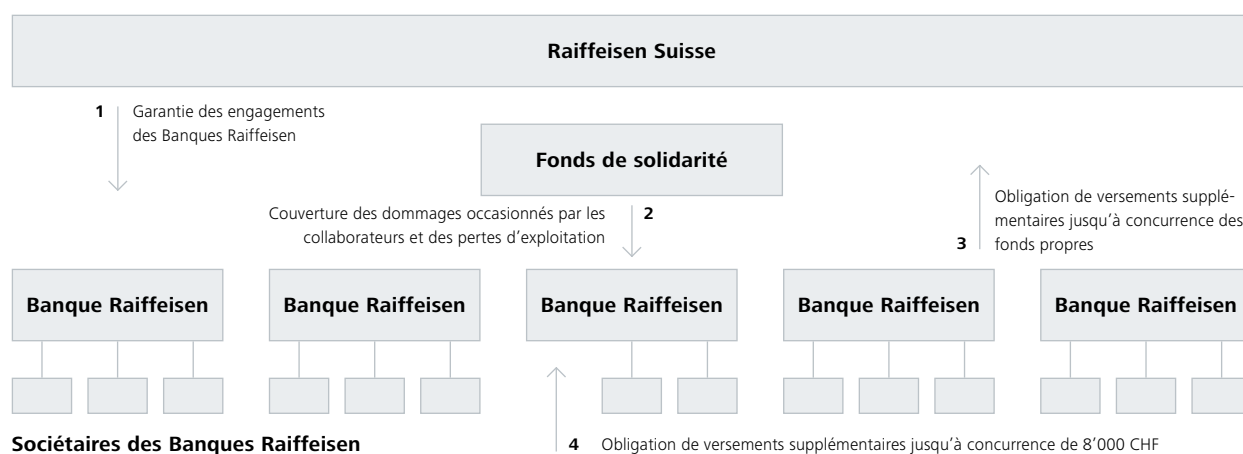 Raiffeisen Suisse
1 Garantie des engagements
des Banques Raiffeisen
Fonds de solidarité
Couverture des dommages occasionnés par les 2
collaborateurs et des pertes d'exploitation
Obligation de versements supplé-
mentaires jusqu'à concurrence des
3 fonds propres
Banque Raiffeisen Banque Raiffeisen Banque Raiffeisen Banque Raiffeisen Banque Raiffeisen
Sociétaires des Banques Raiffeisen
4 Obligation de versements supplémentaires jusqu'à concurrence de 8'000 CHF